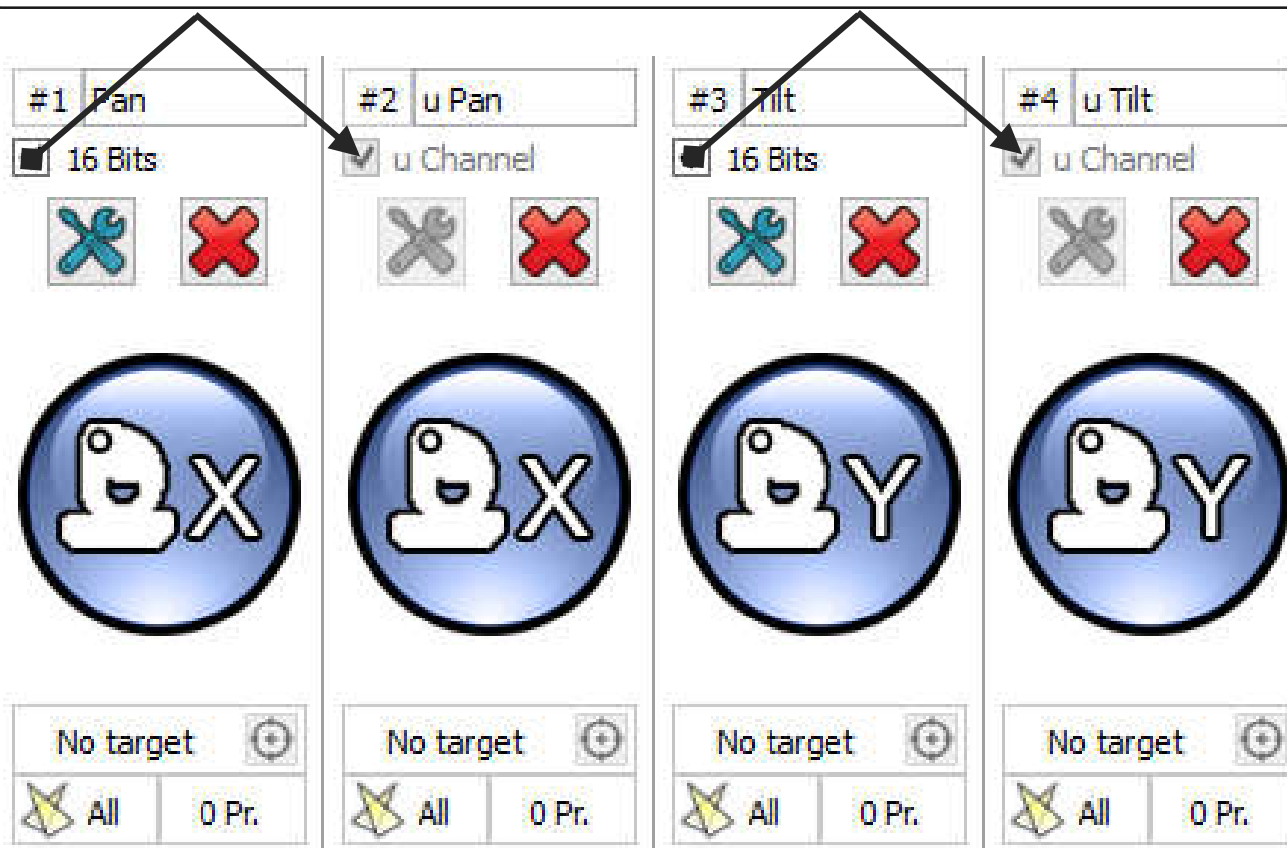 #1 Pan #2 u Pan #3 Tilt #4 u Tilt
16 Bits u Channel 16 Bits u Channel
X X Y Y
No target No target No target No target
All 0 Pr. All 0 Pr. All 0 Pr. All 0 Pr.